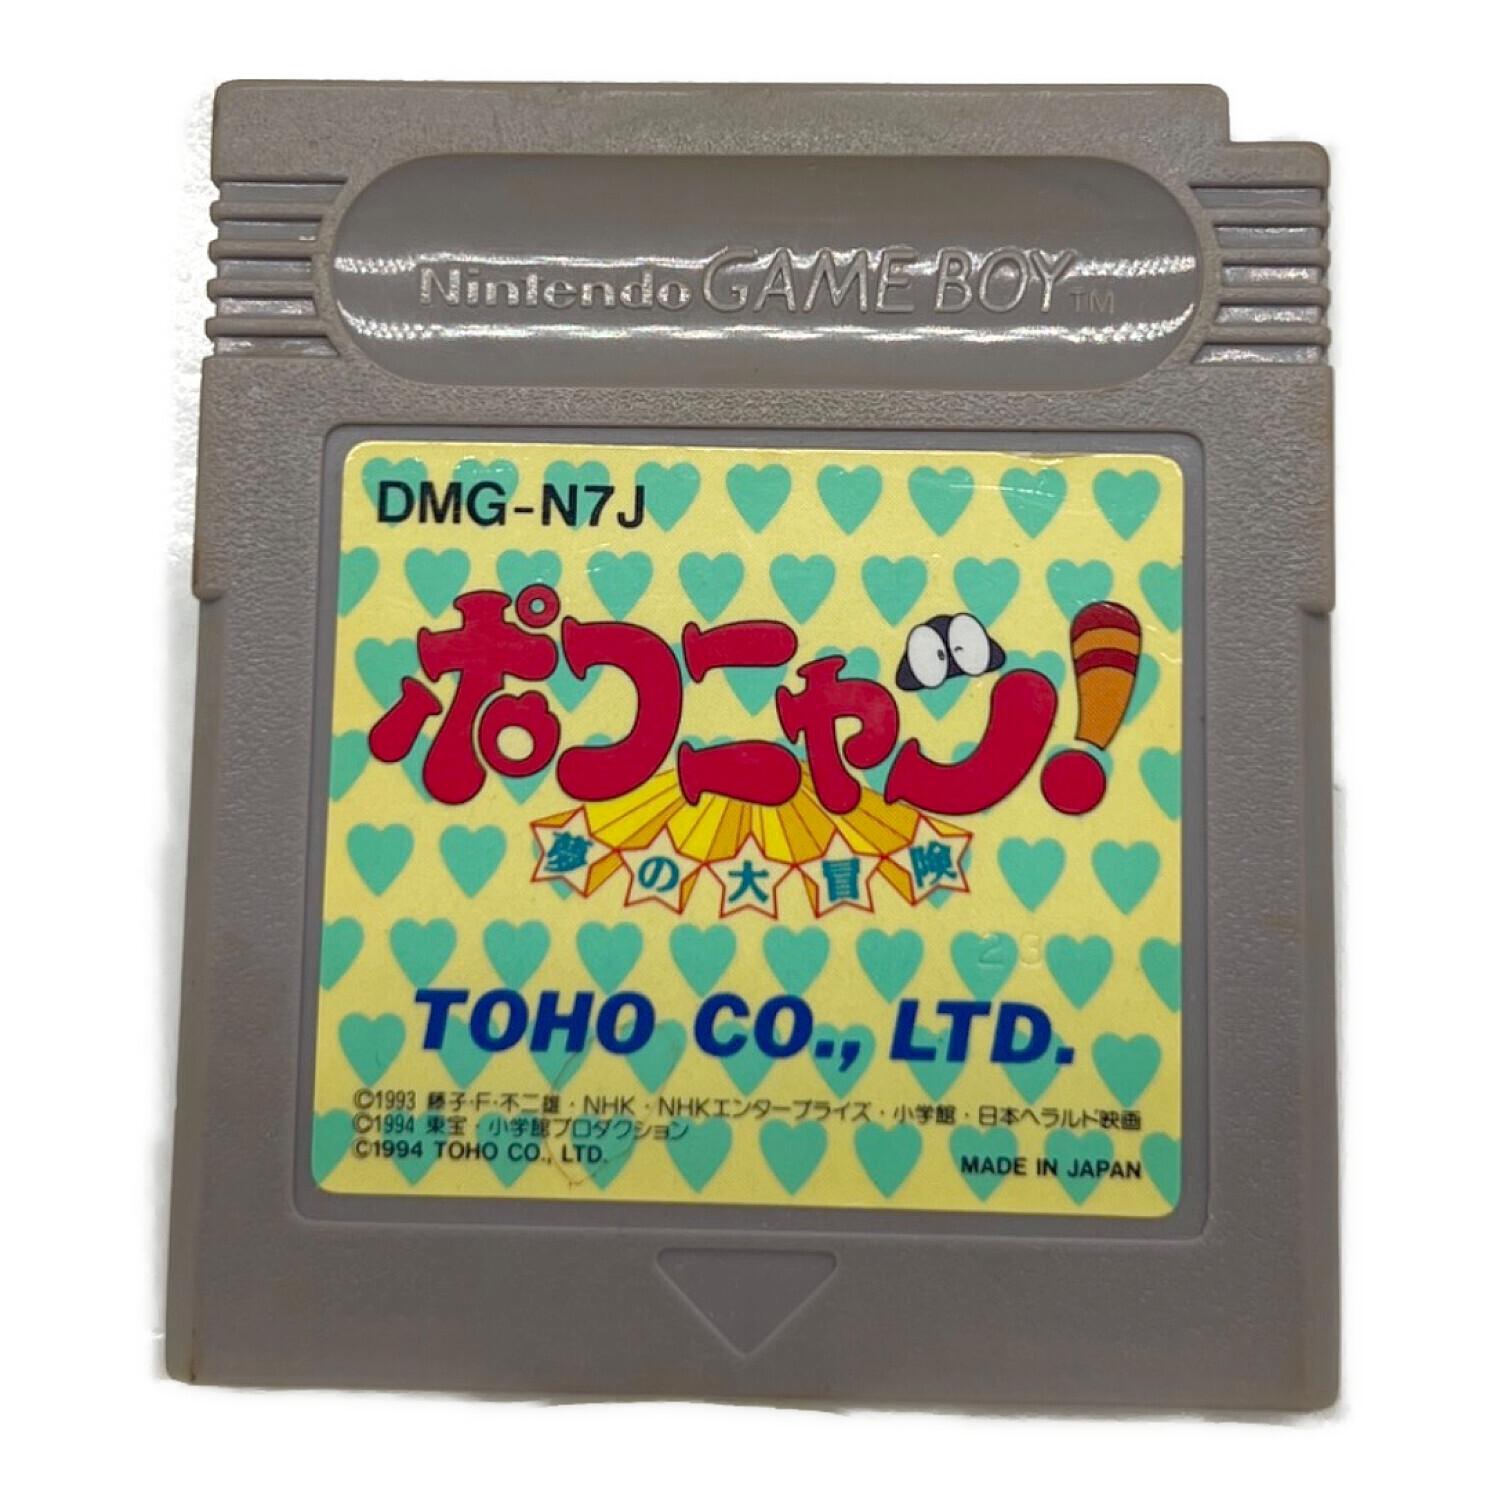 Nintendo GAME BOY TM
DMG-N7J
ポコニャン!
夢の大冒険
23
TOHO CO., LTD.
©1993 藤子・F・不二雄・NHK・NHKエンタープライズ・小学館・日本ヘラルド映画
©1994 東宝・小学館プロダクション
©1994 TOHO CO., LTD.
MADE IN JAPAN